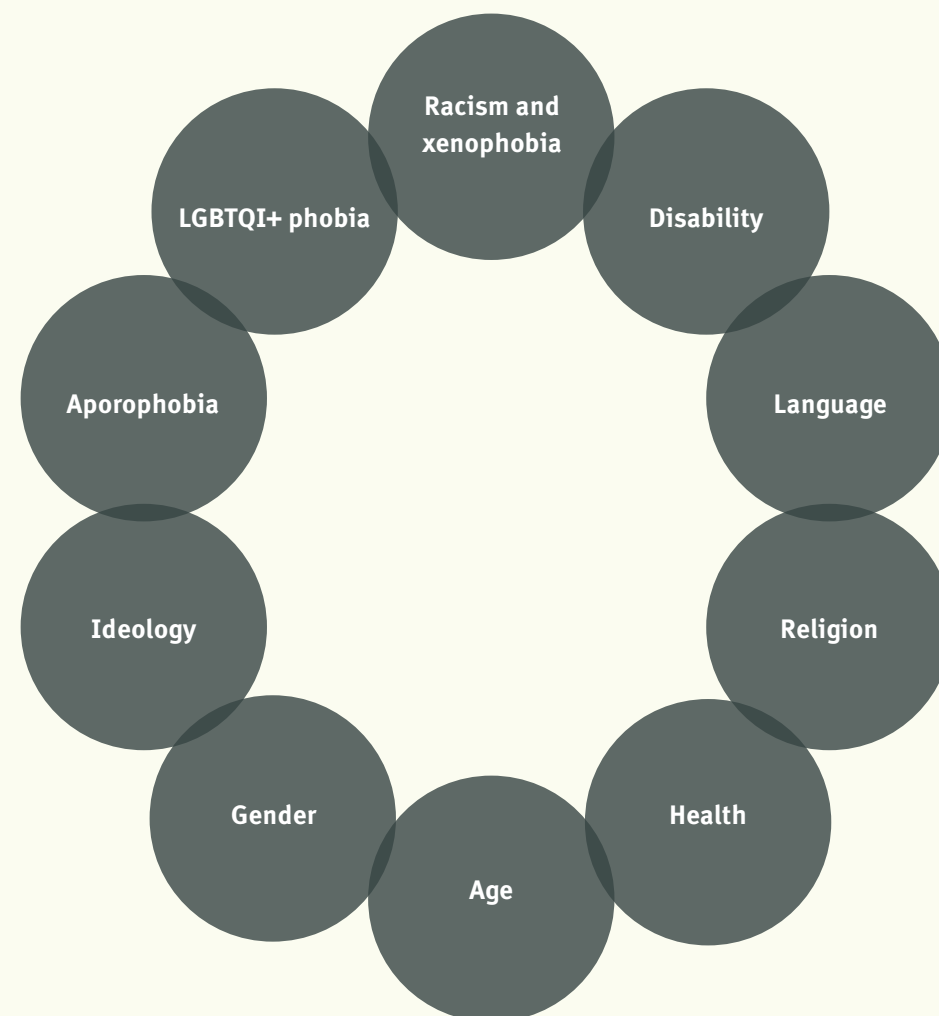 Racism and
xenophobia
Disability
Language
Religion
Health
Age
Gender
Ideology
Aporophobia
LGBTQI+ phobia